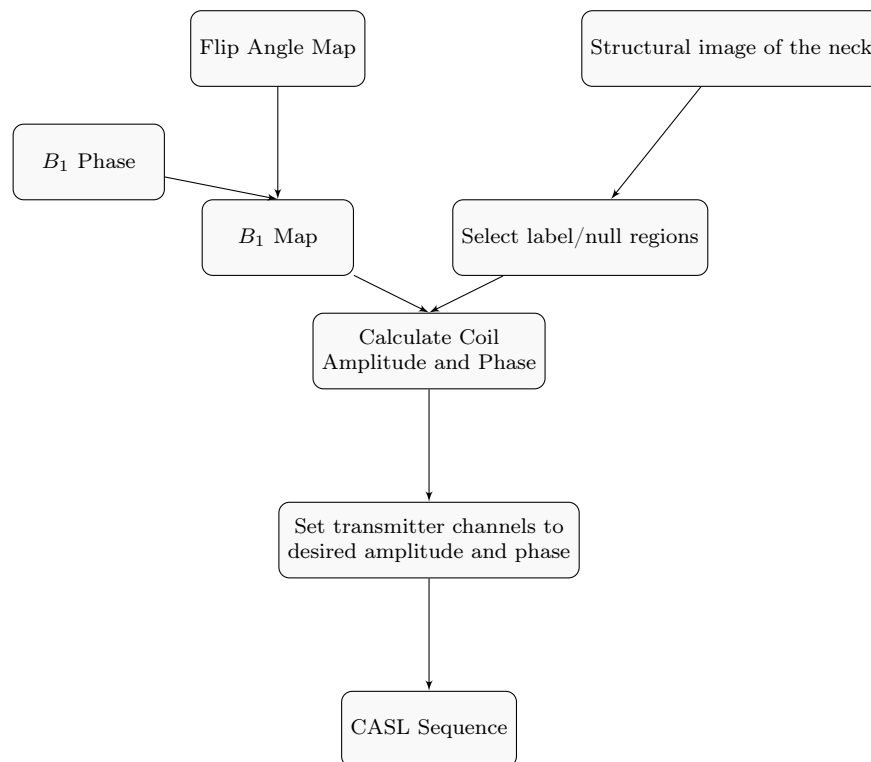 Flip Angle Map
Structural image of the neck
B₁ Phase
B₁ Map
Select label/null regions
Calculate Coil
Amplitude and Phase
Set transmitter channels to
desired amplitude and phase
CASL Sequence